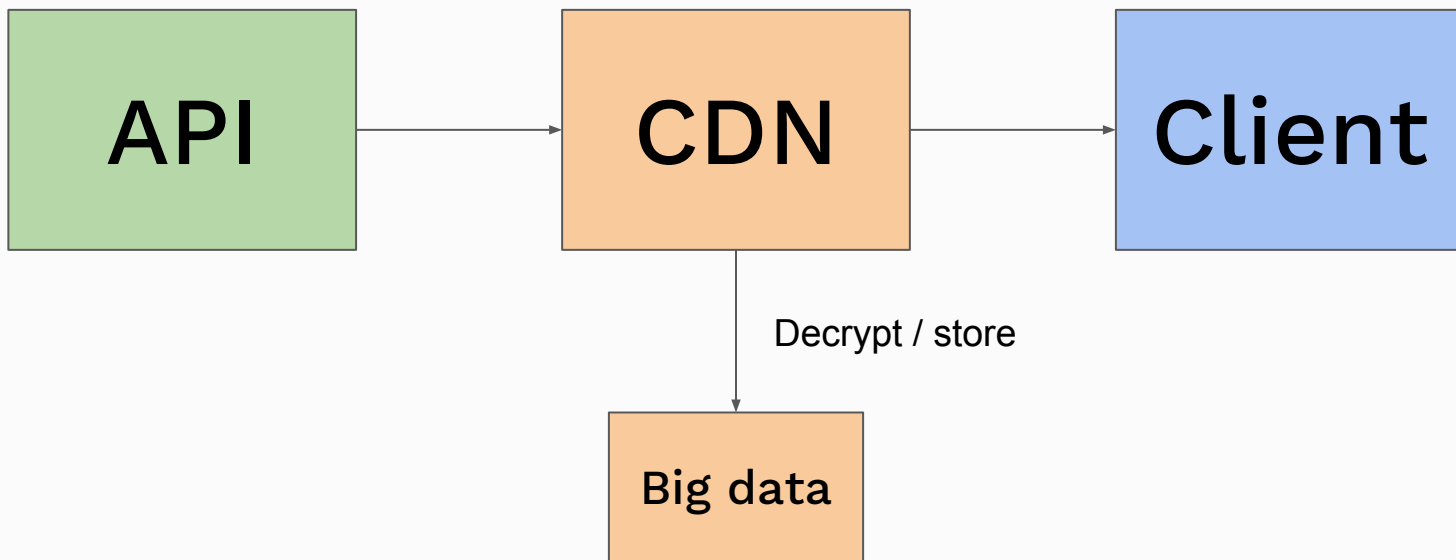 API
CDN
Client
Decrypt / store
Big data